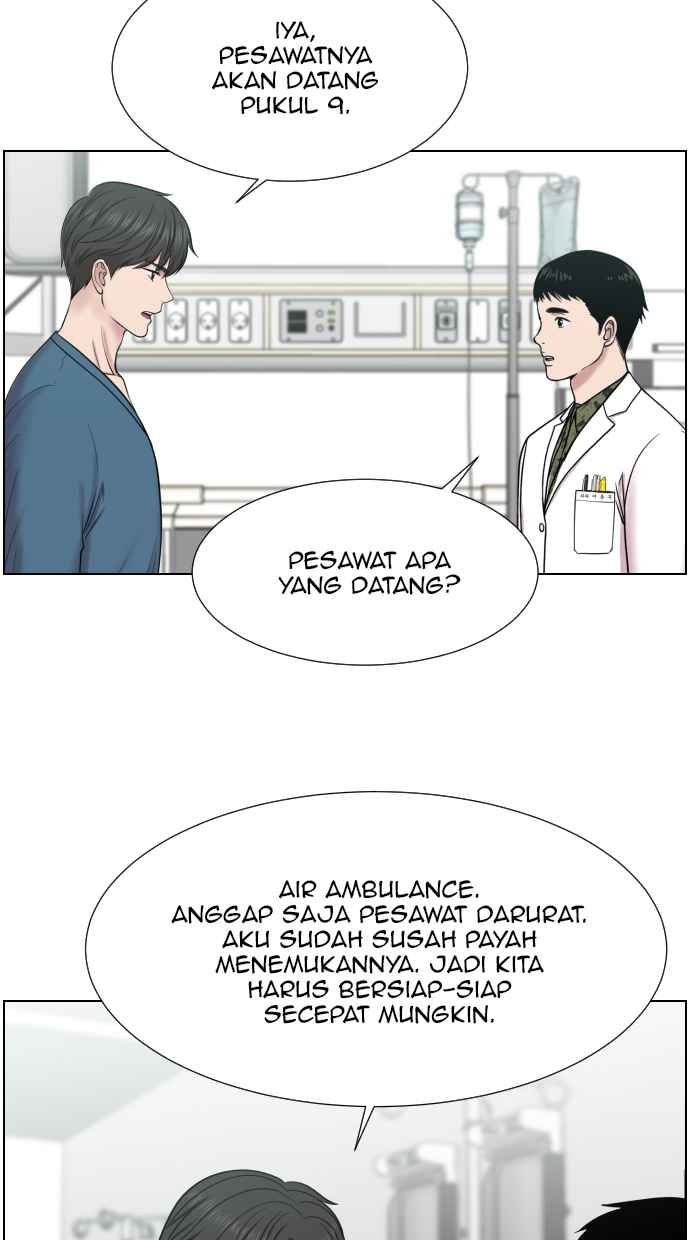 IYA,
PESAWATNYA
AKAN DATANG
PUKUL 9.
PESAWAT APA
YANG DATANG?
AIR AMBULANCE.
ANGGAP SAJA PESAWAT DARURAT.
AKU SUDAH SUSAH PAYAH
MENEMUKANNYA. JADI KITA
HARUS BERSIAP-SIAP
SECEPAT MUNGKIN.